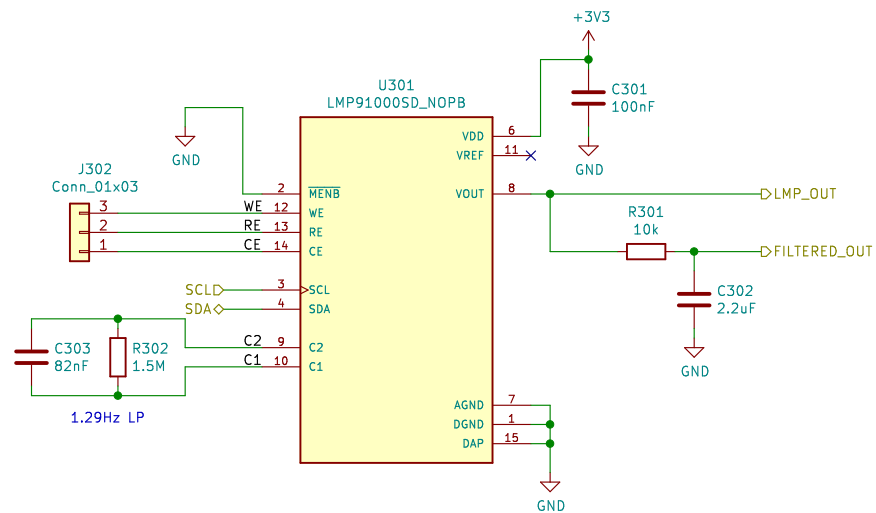 +3V3
U301
LMP91000SD_NOPB
C301
100nF
GND
GND
J302
Conn_01x03
3
2
1
WE
RE
CE
2
12
13
14
MENB
WE
RE
CE
VDD
6
VREF
11
VOUT
8
LMP_OUT
R301
10k
FILTERED_OUT
C302
2.2uF
GND
SCL
SDA
3
4
SCL
SDA
C303
82nF
R302
1.5M
1.29Hz LP
C2
C1
9
10
C2
C1
AGND
7
DGND
1
DAP
15
GND